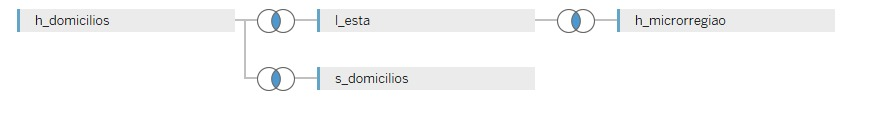 h_domicilios
l_esta
h_microrregiao
s_domicilios